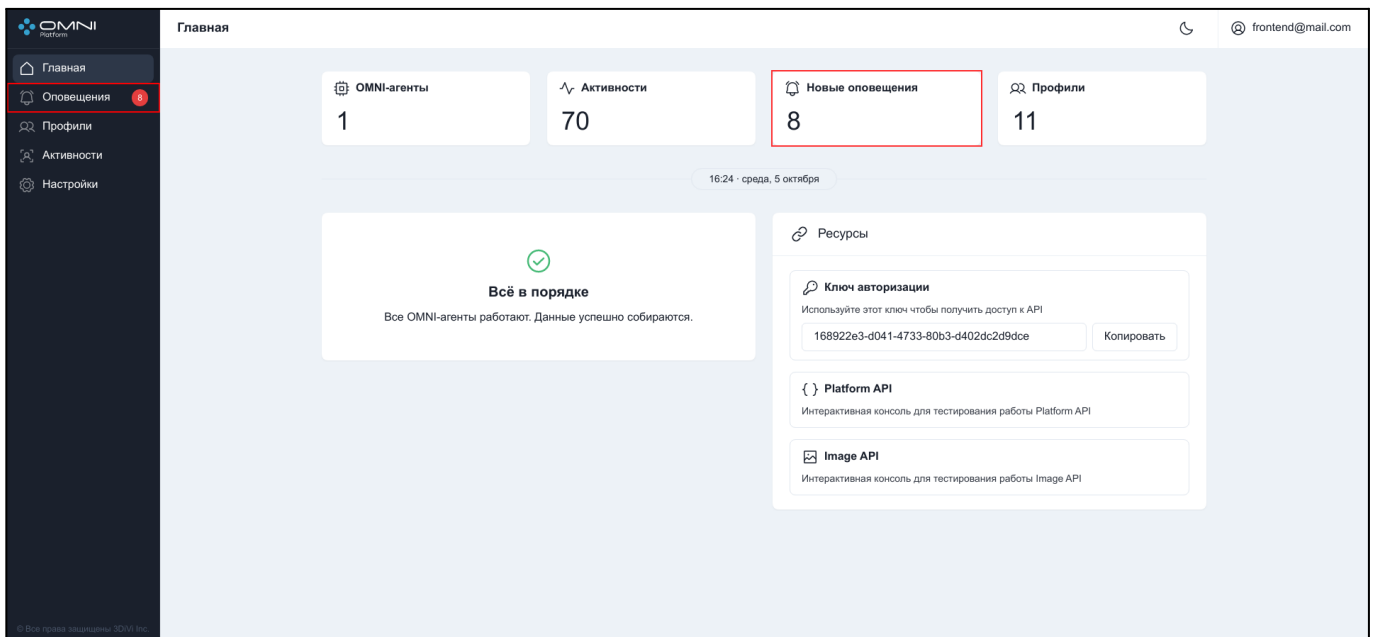 OMNI
Platform
Главная
frontend@mail.com
Главная
Оповещения 8
Профили
Активности
Настройки
OMNI-агенты
1
Активности
70
Новые оповещения
8
Профили
11
16:24 · среда, 5 октября
Всё в порядке
Все OMNI-агенты работают. Данные успешно собираются.
Ресурсы
Ключ авторизации
Используйте этот ключ чтобы получить доступ к API
168922e3-d041-4733-80b3-d402dc2d9dce
Копировать
{ } Platform API
Интерактивная консоль для тестирования работы Platform API
Image API
Интерактивная консоль для тестирования работы Image API
© Все права защищены 3DiVi Inc.